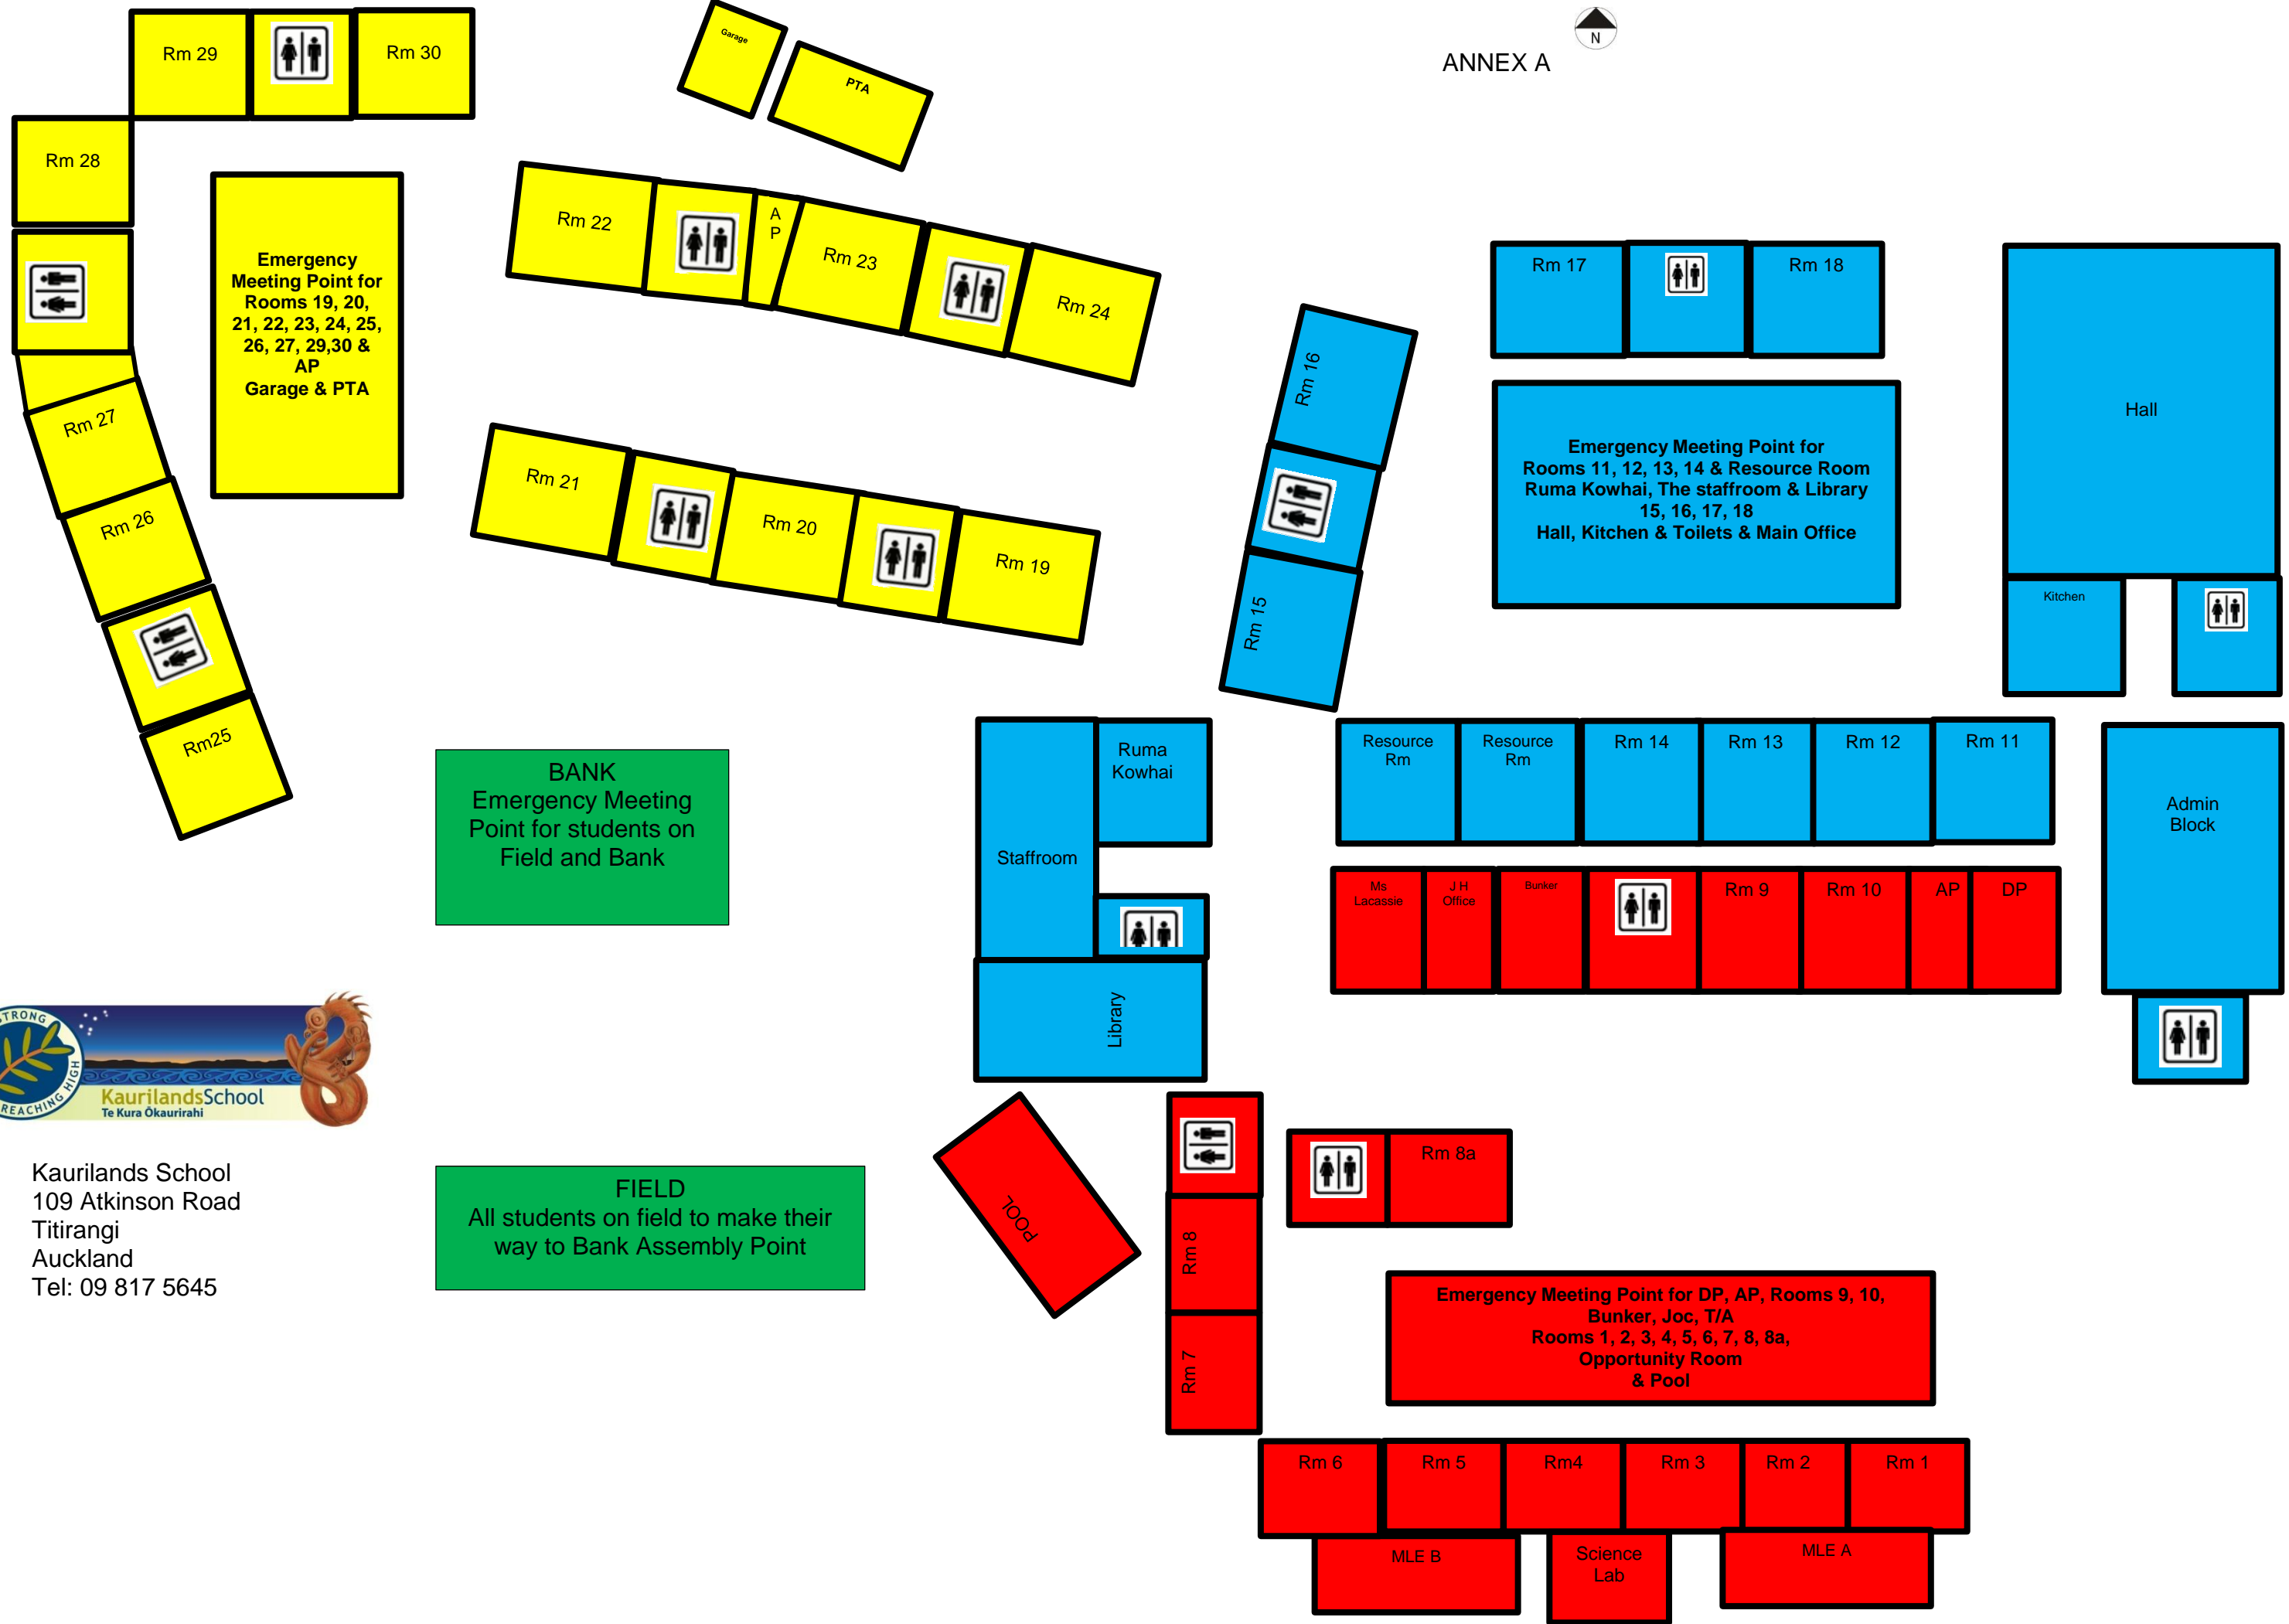 ANNEX A
N
Rm 29
Rm 30
Garage
PTA
Rm 28
Rm 22
A
P
Rm 23
Rm 24
Emergency
Meeting Point for
Rooms 19, 20,
21, 22, 23, 24, 25,
26, 27, 29,30 &
AP
Garage & PTA
Rm 17
Rm 18
Hall
Rm 16
Rm 27
Rm 21
Rm 20
Rm 19
Rm 26
Emergency Meeting Point for
Rooms 11, 12, 13, 14 & Resource Room
Ruma Kowhai, The staffroom & Library
15, 16, 17, 18
Hall, Kitchen & Toilets & Main Office
Kitchen
Rm 15
Rm25
BANK
Emergency Meeting
Point for students on
Field and Bank
Staffroom
Ruma
Kowhai
Resource
Rm
Resource
Rm
Rm 14
Rm 13
Rm 12
Rm 11
Admin
Block
Ms
Lacassie
J H
Office
Bunker
Rm 9
Rm 10
AP
DP
Library
STRONG
REACHING HIGH
KaurilandsSchool
Te Kura Ōkaurirahi
Kaurilands School
109 Atkinson Road
Titirangi
Auckland
Tel: 09 817 5645
FIELD
All students on field to make their
way to Bank Assembly Point
POOL
Rm 8
Rm 8a
Rm 7
Emergency Meeting Point for DP, AP, Rooms 9, 10,
Bunker, Joc, T/A
Rooms 1, 2, 3, 4, 5, 6, 7, 8, 8a,
Opportunity Room
& Pool
Rm 6
Rm 5
Rm4
Rm 3
Rm 2
Rm 1
MLE B
Science
Lab
MLE A